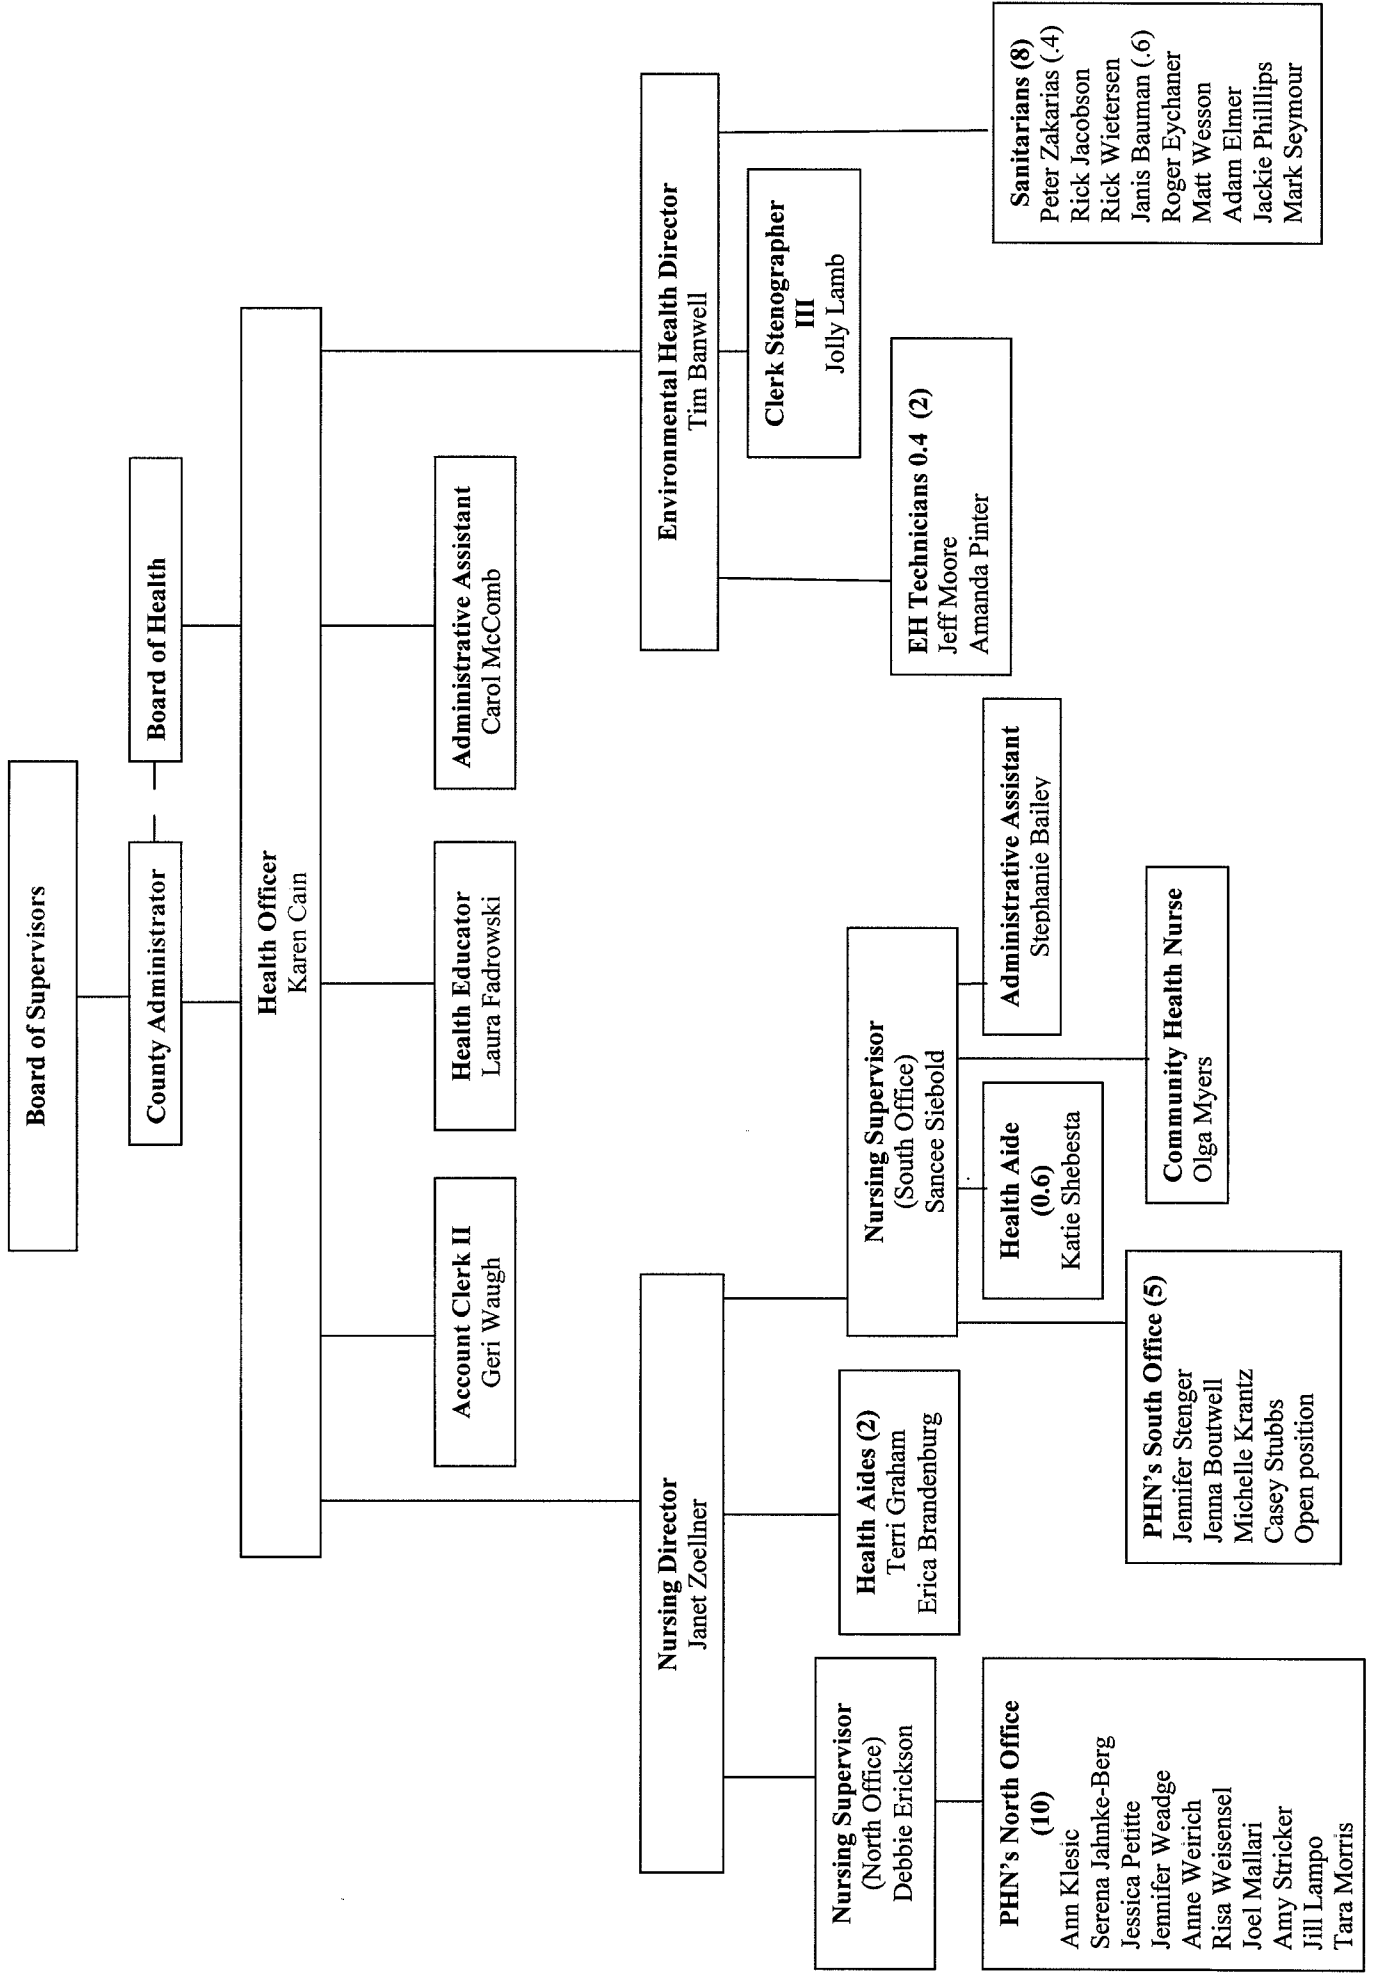 Board of Supervisors
County Administrator
Board of Health
Health Officer
Karen Cain
Account Clerk II
Geri Waugh
Health Educator
Laura Fadrowski
Administrative Assistant
Carol McComb
Nursing Director
Janet Zoellner
Environmental Health Director
Tim Banwell
Nursing Supervisor
(North Office)
Debbie Erickson
Health Aides (2)
Terri Graham
Erica Brandenburg
Nursing Supervisor
(South Office)
Sancee Siebold
Clerk Stenographer
III
Jolly Lamb
EH Technicians 0.4 (2)
Jeff Moore
Amanda Pinter
Sanitarians (8)
Peter Zakarias (.4)
Rick Jacobson
Rick Wietersen
Janis Bauman (.6)
Roger Eychaner
Matt Wesson
Adam Elmer
Jackie Philllips
Mark Seymour
PHN's North Office
(10)
Ann Klesic
Serena Jahnke-Berg
Jessica Petitte
Jennifer Weadge
Anne Weirich
Risa Weisensel
Joel Mallari
Amy Stricker
Jill Lampo
Tara Morris
PHN's South Office (5)
Jennifer Stenger
Jenna Boutwell
Michelle Krantz
Casey Stubbs
Open position
Health Aide
(0.6)
Katie Shebesta
Administrative Assistant
Stephanie Bailey
Community Health Nurse
Olga Myers